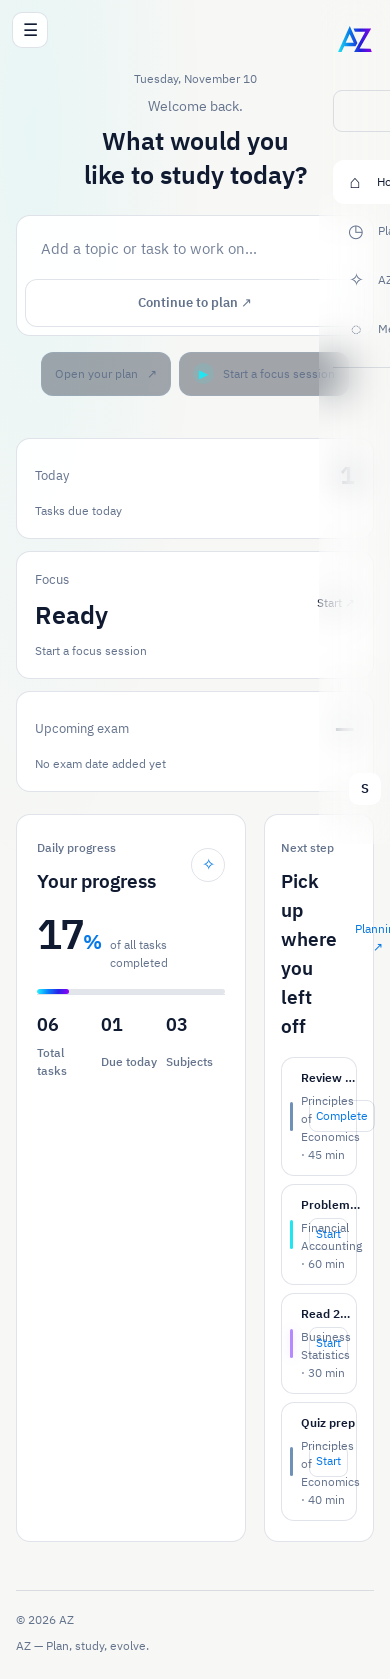 ☰
AZ
Tuesday, November 10
Welcome back.
What would you
like to study today?
Add a topic or task to work on...
Continue to plan ↗
Open your plan ↗
Start a focus session
Today
1
Tasks due today
Focus
Ready
Start ↗
Start a focus session
Upcoming exam
—
No exam date added yet
S
Daily progress
Your progress
17%
of all tasks
completed
06
Total
tasks
01
Due today
03
Subjects
Next step
Pick
up
where
you
left
off
↗
Review ...
Principles
of
Economics
· 45 min
Complete
Problem...
Financial
Accounting
· 60 min
Start
Read 2...
Business
Statistics
· 30 min
Start
Quiz prep
Principles
of
Economics
· 40 min
Start
© 2026 AZ
AZ — Plan, study, evolve.